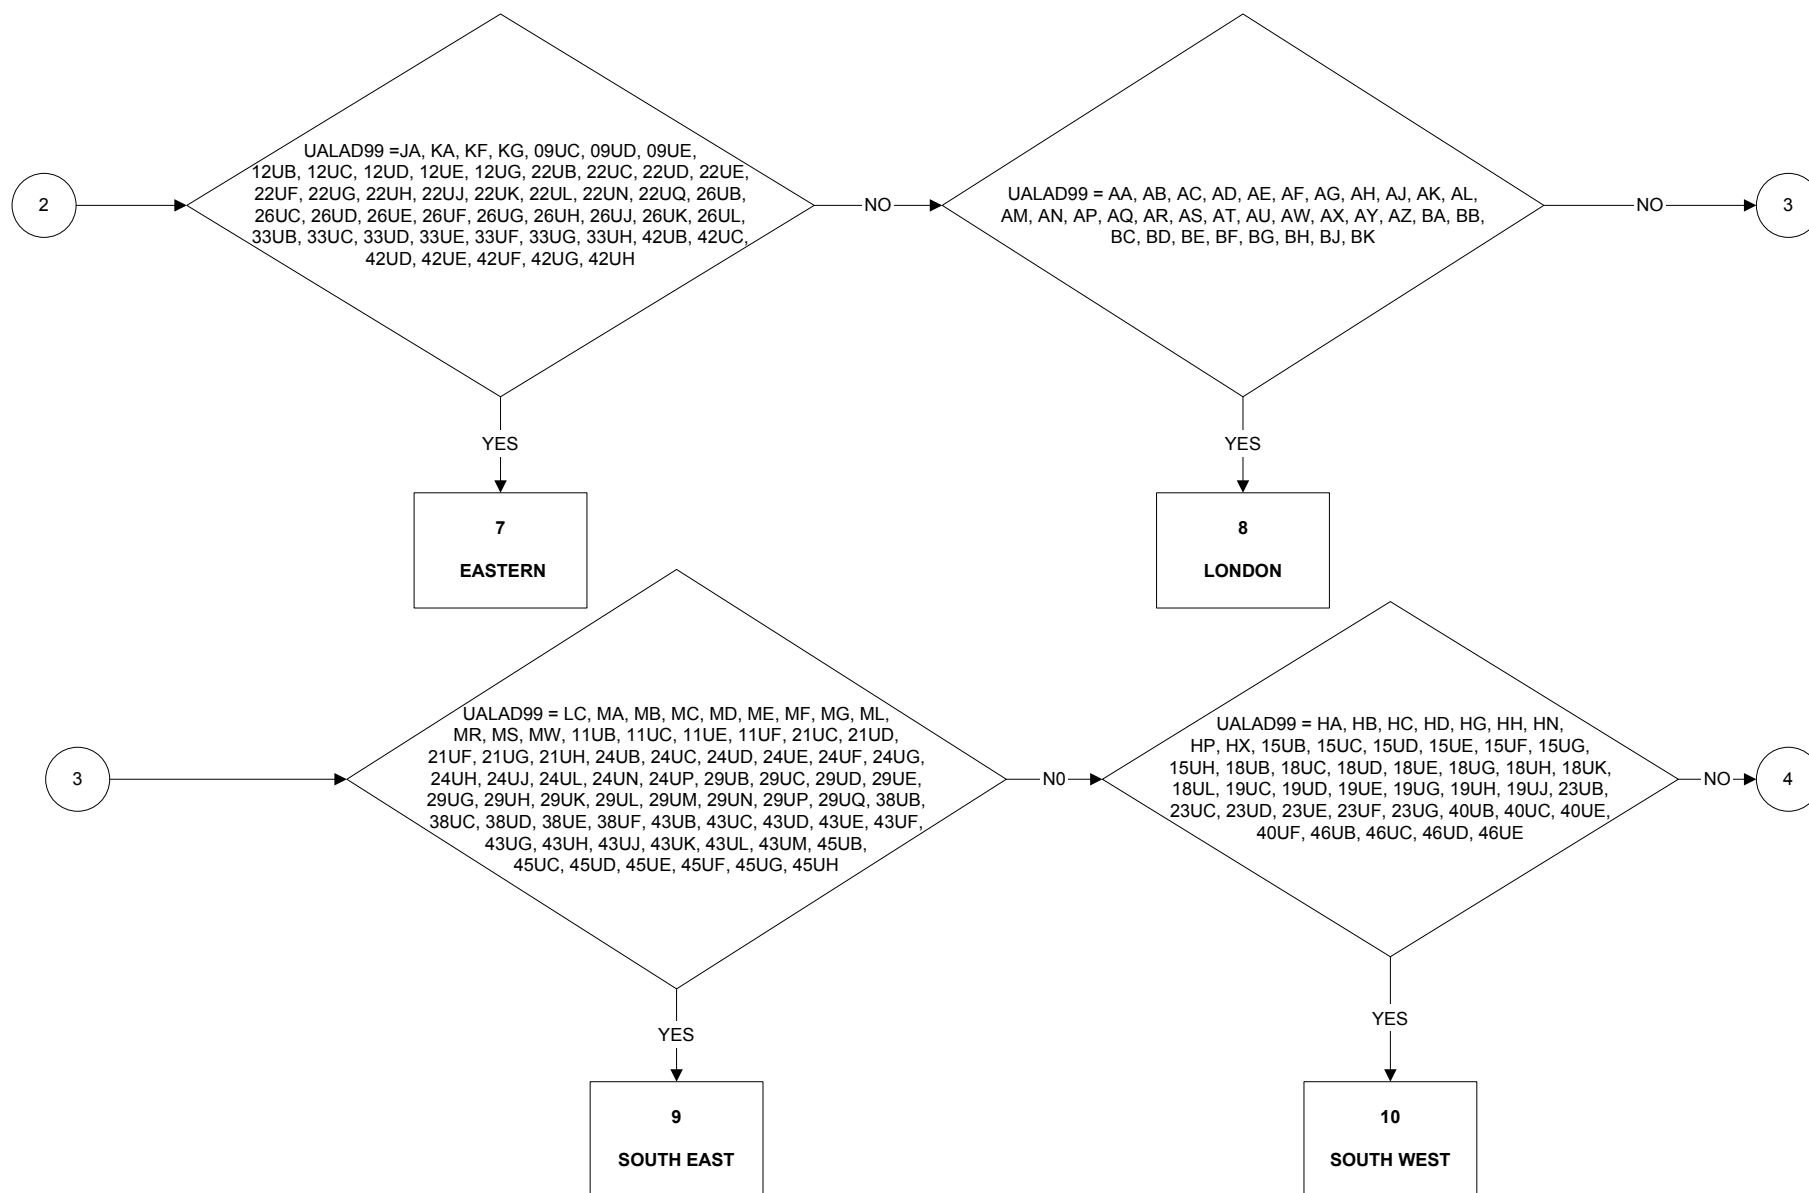 2
UALAD99 =JA, KA, KF, KG, 09UC, 09UD, 09UE,
12UB, 12UC, 12UD, 12UE, 12UG, 22UB, 22UC, 22UD, 22UE,
22UF, 22UG, 22UH, 22UJ, 22UK, 22UL, 22UN, 22UQ, 26UB,
26UC, 26UD, 26UE, 26UF, 26UG, 26UH, 26UJ, 26UK, 26UL,
33UB, 33UC, 33UD, 33UE, 33UF, 33UG, 33UH, 42UB, 42UC,
42UD, 42UE, 42UF, 42UG, 42UH
NO
UALAD99 = AA, AB, AC, AD, AE, AF, AG, AH, AJ, AK, AL,
AM, AN, AP, AQ, AR, AS, AT, AU, AW, AX, AY, AZ, BA, BB,
BC, BD, BE, BF, BG, BH, BJ, BK
NO
3
YES
YES
7
EASTERN
8
LONDON
3
UALAD99 = LC, MA, MB, MC, MD, ME, MF, MG, ML,
MR, MS, MW, 11UB, 11UC, 11UE, 11UF, 21UC, 21UD,
21UF, 21UG, 21UH, 24UB, 24UC, 24UD, 24UE, 24UF, 24UG,
24UH, 24UJ, 24UL, 24UN, 24UP, 29UB, 29UC, 29UD, 29UE,
29UG, 29UH, 29UK, 29UL, 29UM, 29UN, 29UP, 29UQ, 38UB,
38UC, 38UD, 38UE, 38UF, 43UB, 43UC, 43UD, 43UE, 43UF,
43UG, 43UH, 43UJ, 43UK, 43UL, 43UM, 45UB,
45UC, 45UD, 45UE, 45UF, 45UG, 45UH
N0
UALAD99 = HA, HB, HC, HD, HG, HH, HN,
HP, HX, 15UB, 15UC, 15UD, 15UE, 15UF, 15UG,
15UH, 18UB, 18UC, 18UD, 18UE, 18UG, 18UH, 18UK,
18UL, 19UC, 19UD, 19UE, 19UG, 19UH, 19UJ, 23UB,
23UC, 23UD, 23UE, 23UF, 23UG, 40UB, 40UC, 40UE,
40UF, 46UB, 46UC, 46UD, 46UE
NO
4
YES
YES
9
SOUTH EAST
10
SOUTH WEST